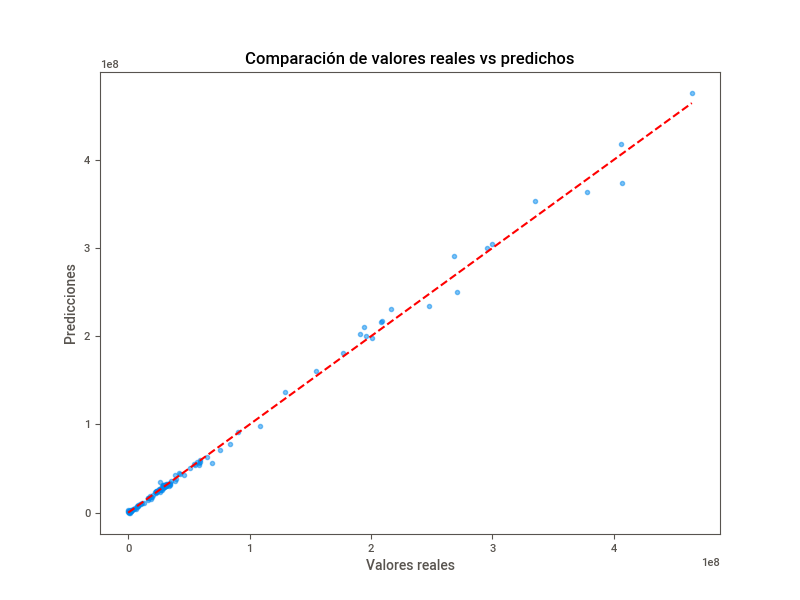 Comparación de valores reales vs predichos
1e8
4
3
2
1
0
Predicciones
0
1
2
3
4
1e8
Valores reales